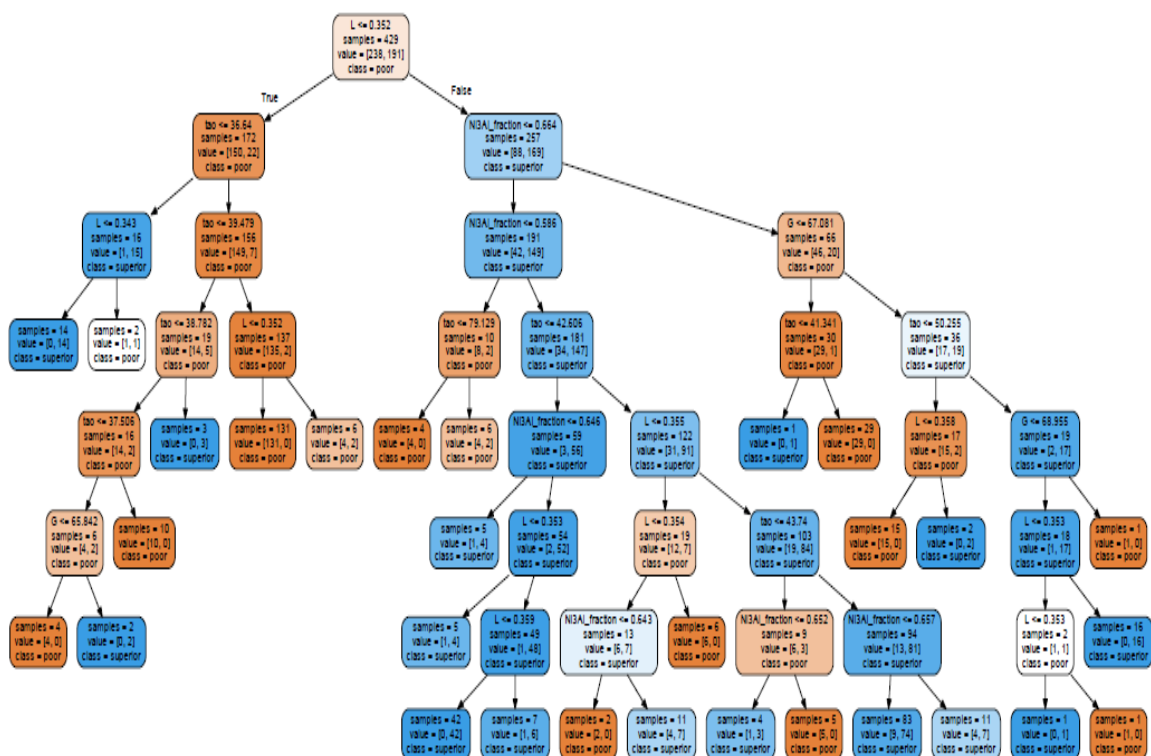 L <= 0.352
samples = 429
value = [238, 191]
class = poor
True
False
tao <= 36.64
samples = 172
value = [150, 22]
class = poor
Ni3Al_fraction <= 0.664
samples = 257
value = [88, 169]
class = superior
L <= 0.343
samples = 16
value = [1, 15]
class = superior
tao <= 39.479
samples = 156
value = [149, 7]
class = poor
Ni3Al_fraction <= 0.586
samples = 191
value = [42, 149]
class = superior
G <= 67.081
samples = 66
value = [46, 20]
class = poor
samples = 14
value = [0, 14]
class = superior
samples = 2
value = [1, 1]
class = poor
tao <= 38.782
samples = 19
value = [14, 5]
class = poor
L <= 0.352
samples = 137
value = [135, 2]
class = poor
tao <= 79.129
samples = 10
value = [8, 2]
class = poor
tao <= 42.606
samples = 181
value = [34, 147]
class = superior
tao <= 41.341
samples = 30
value = [29, 1]
class = poor
tao <= 50.255
samples = 36
value = [17, 19]
class = superior
tao <= 37.506
samples = 16
value = [14, 2]
class = poor
samples = 3
value = [0, 3]
class = superior
samples = 131
value = [131, 0]
class = poor
samples = 6
value = [4, 2]
class = poor
samples = 4
value = [4, 0]
class = poor
samples = 6
value = [4, 2]
class = poor
Ni3Al_fraction <= 0.646
samples = 59
value = [3, 56]
class = superior
L <= 0.355
samples = 122
value = [31, 91]
class = superior
samples = 1
value = [0, 1]
class = superior
samples = 29
value = [29, 0]
class = poor
L <= 0.358
samples = 17
value = [15, 2]
class = poor
G <= 68.955
samples = 19
value = [2, 17]
class = superior
G <= 65.842
samples = 6
value = [4, 2]
class = poor
samples = 10
value = [10, 0]
class = poor
samples = 5
value = [1, 4]
class = superior
L <= 0.353
samples = 54
value = [2, 52]
class = superior
L <= 0.354
samples = 19
value = [12, 7]
class = poor
tao <= 43.74
samples = 103
value = [19, 84]
class = superior
samples = 15
value = [15, 0]
class = poor
samples = 2
value = [0, 2]
class = superior
L <= 0.353
samples = 18
value = [1, 17]
class = superior
samples = 1
value = [1, 0]
class = poor
samples = 4
value = [4, 0]
class = poor
samples = 2
value = [0, 2]
class = superior
samples = 5
value = [1, 4]
class = superior
L <= 0.359
samples = 49
value = [1, 48]
class = superior
Ni3Al_fraction <= 0.643
samples = 13
value = [6, 7]
class = superior
samples = 6
value = [6, 0]
class = poor
Ni3Al_fraction <= 0.652
samples = 9
value = [6, 3]
class = poor
Ni3Al_fraction <= 0.657
samples = 94
value = [13, 81]
class = superior
L <= 0.353
samples = 2
value = [1, 1]
class = poor
samples = 16
value = [0, 16]
class = superior
samples = 42
value = [0, 42]
class = superior
samples = 7
value = [1, 6]
class = superior
samples = 2
value = [2, 0]
class = poor
samples = 11
value = [4, 7]
class = superior
samples = 4
value = [1, 3]
class = superior
samples = 5
value = [5, 0]
class = poor
samples = 83
value = [9, 74]
class = superior
samples = 11
value = [4, 7]
class = superior
samples = 1
value = [0, 1]
class = superior
samples = 1
value = [1, 0]
class = poor